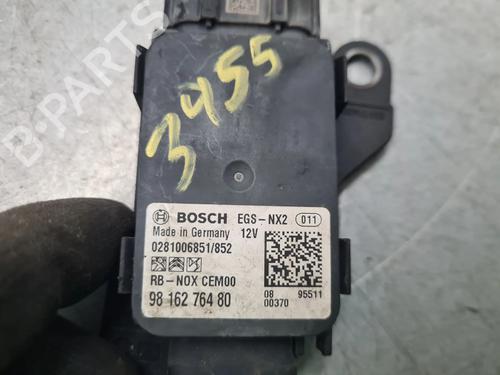 B-PARTS
3455
BOSCH EGS-NX2 011
Made in Germany 12V
0281006851/852
RB-NOX CEM00
98 162 764 80
08 95511
00370